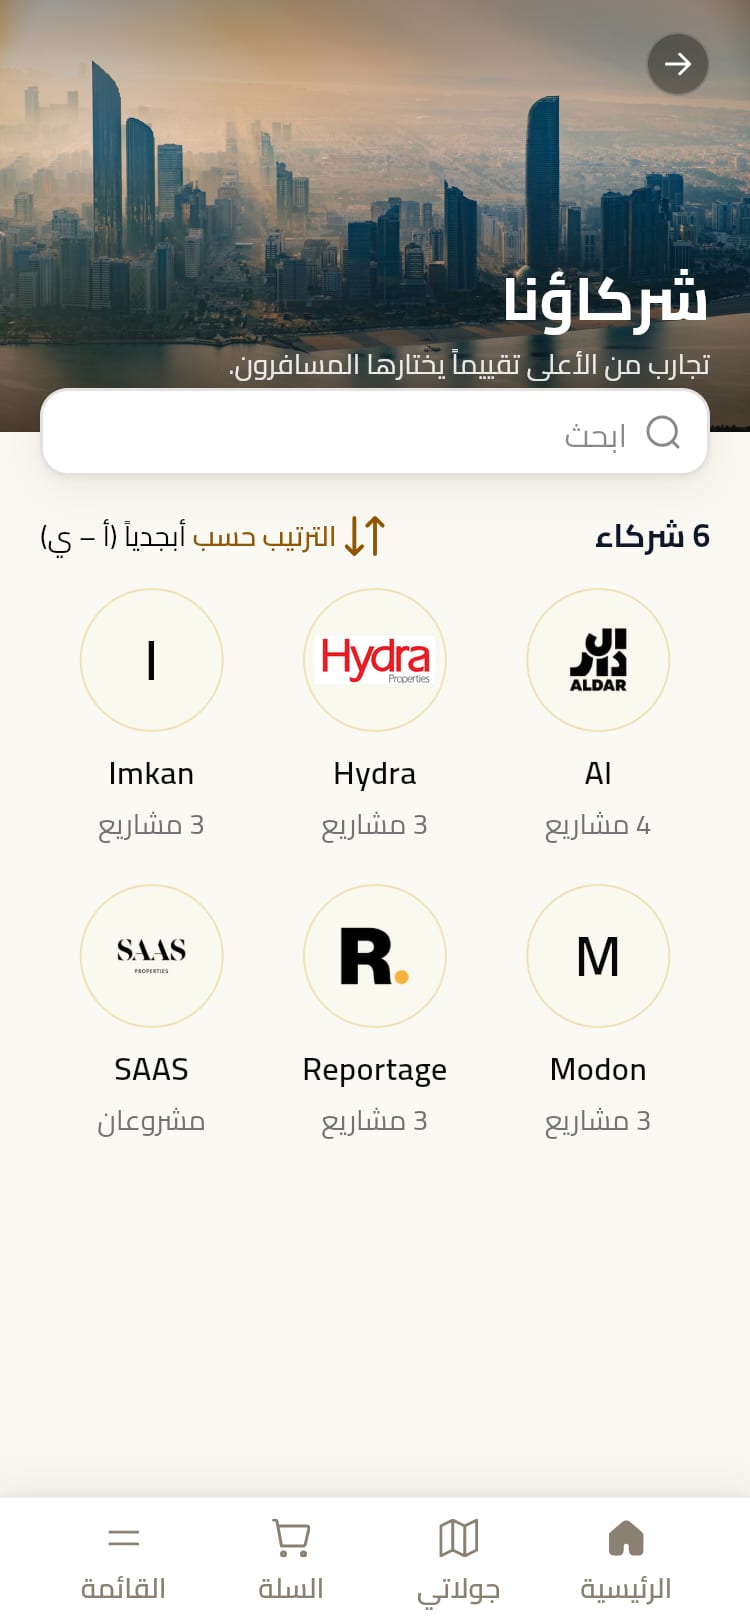 شركاؤنا
تجارب من الأعلى تقييماً يختارها المسافرون.
ابحث
6 شركاء
الترتيب حسب أبجدياً (أ – ي)
الدار
ALDAR
Hydra
Properties
I
Al
Hydra
Imkan
4 مشاريع
3 مشاريع
3 مشاريع
M
R.
SAAS
PROPERTIES
Modon
Reportage
SAAS
3 مشاريع
3 مشاريع
مشروعان
الرئيسية
جولاتي
السلة
القائمة